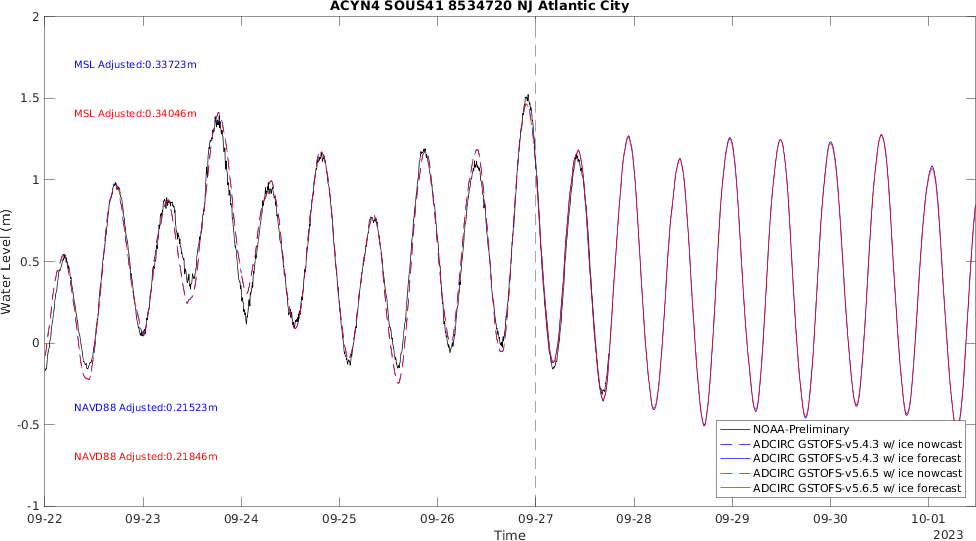 ACYN4 SOUS41 8534720 NJ Atlantic City
2
MSL Adjusted:0.33723m
1.5
MSL Adjusted:0.34046m
1
Water Level (m)
0.5
0
NAVD88 Adjusted:0.21523m
-0.5
NAVD88 Adjusted:0.21846m
-1
NOAA-Preliminary
ADCIRC GSTOFS-v5.4.3 w/ ice nowcast
ADCIRC GSTOFS-v5.4.3 w/ ice forecast
ADCIRC GSTOFS-v5.6.5 w/ ice nowcast
ADCIRC GSTOFS-v5.6.5 w/ ice forecast
09-22 09-23 09-24 09-25 09-26 09-27 09-28 09-29 09-30 10-01
Time
2023